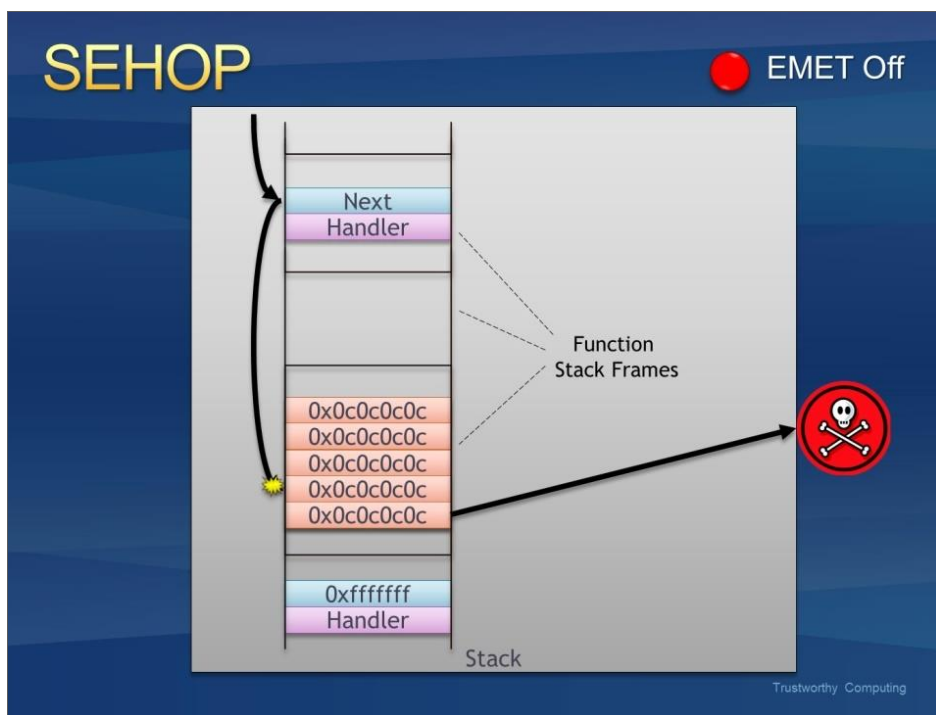 SEHOP
EMET Off
Next
Handler
Function
Stack Frames
0x0c0c0c0c
0x0c0c0c0c
0x0c0c0c0c
0x0c0c0c0c
0x0c0c0c0c
0xfffffff
Handler
Stack
Trustworthy Computing